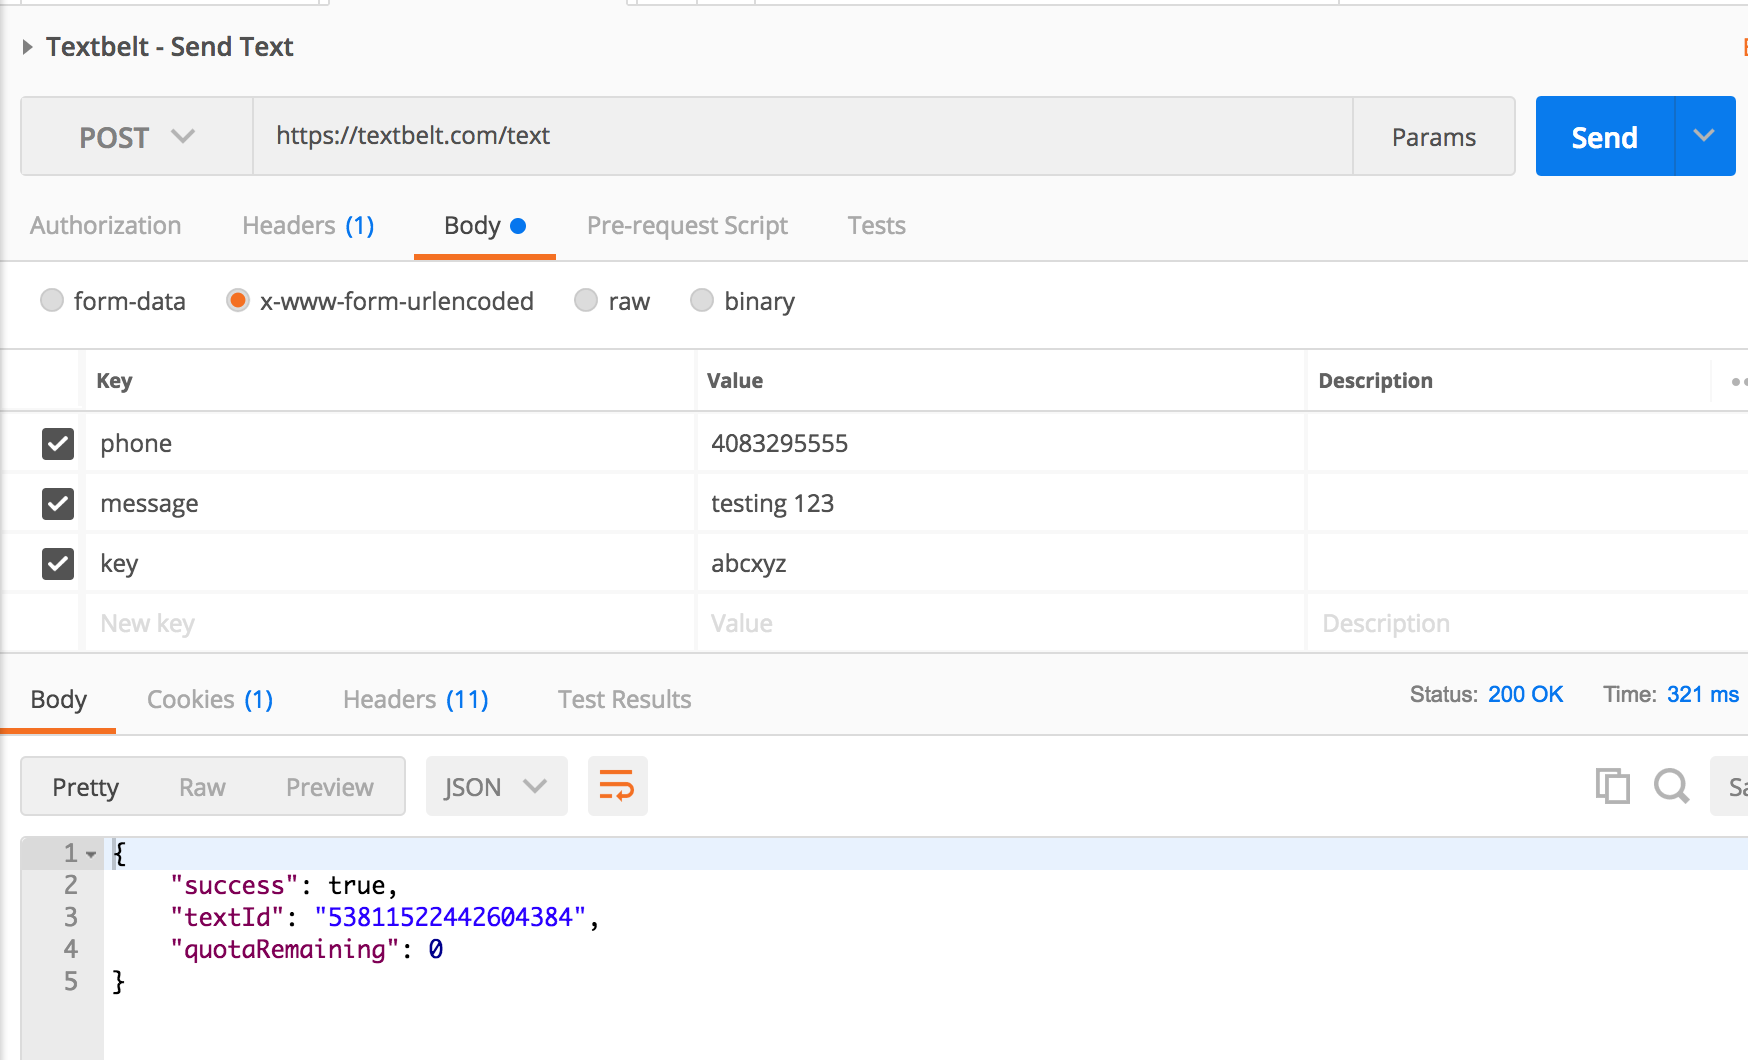 Textbelt - Send Text
POST https://textbelt.com/text Params Send
Authorization Headers (1) Body Pre-request Script Tests
form-data x-www-form-urlencoded raw binary
Key Value Description
phone 4083295555
message testing 123
key abcxyz
New key Value Description
Body Cookies (1) Headers (11) Test Results Status: 200 OK Time: 321 ms
Pretty Raw Preview JSON
1 {
2 "success": true,
3 "textId": "53811522442604384",
4 "quotaRemaining": 0
5 }